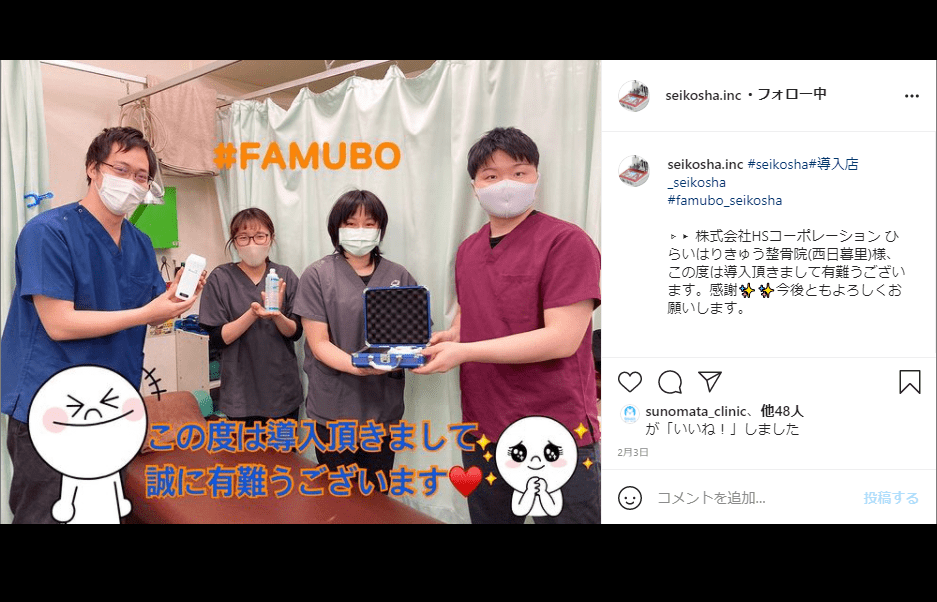 #FAMUBO
この度は導入頂きまして
誠に有難うございます
seikosha.inc・フォロー中
seikosha.inc #seikosha#導入店
_seikosha
#famubo_seikosha
株式会社HSコーポレーション ひ
らいはりきゅう整骨院(西日暮里)様、
この度は導入頂きまして有難うござい
ます。感謝✨✨今後ともよろしくお
願いします。
sunomata_clinic、他48人
が「いいね！」しました
2月3日
コメントを追加...
投稿する